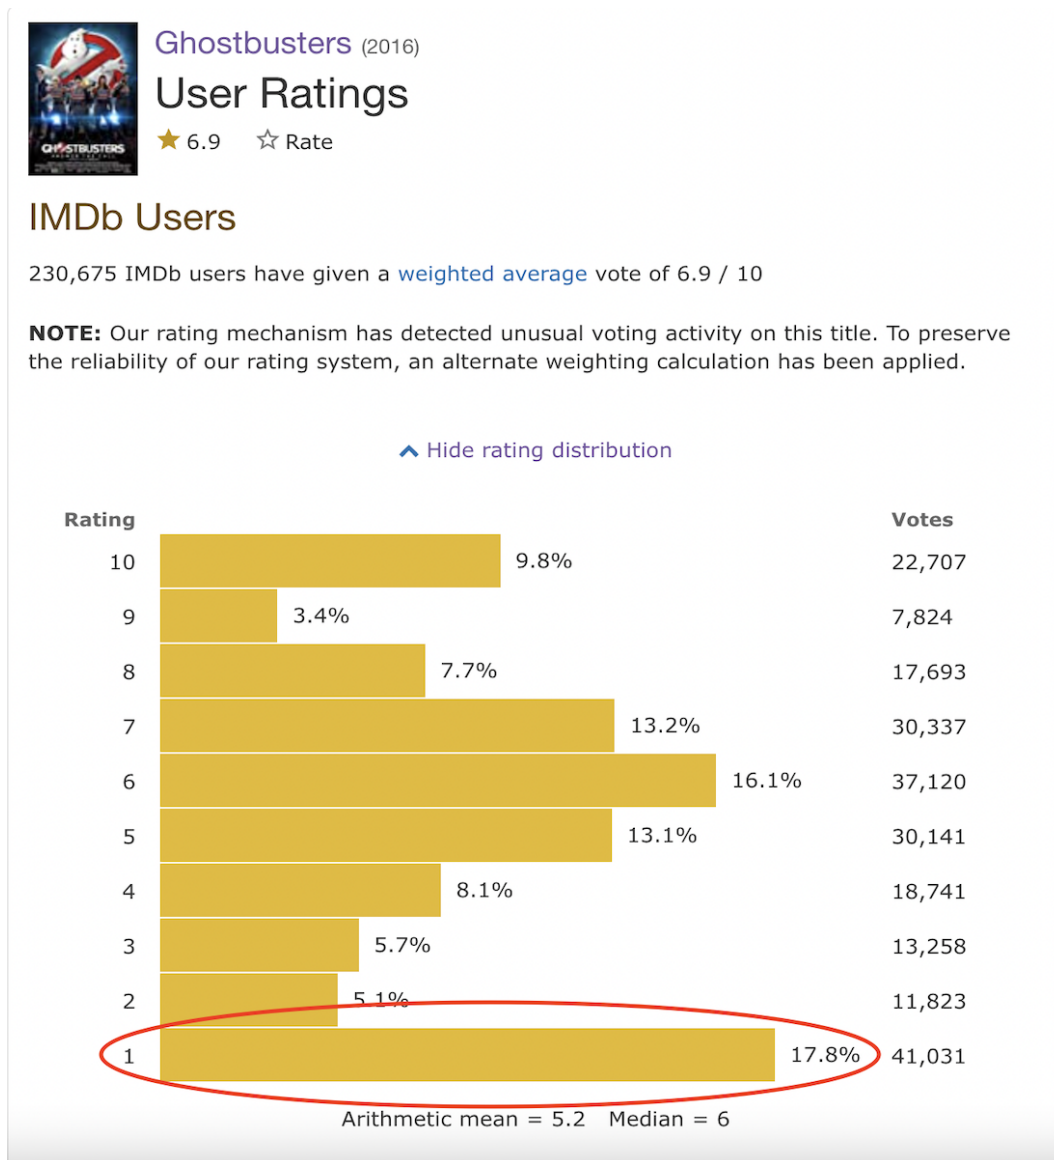 Ghostbusters (2016)
User Ratings
6.9 Rate
GHOSTBUSTERS
IMDb Users
230,675 IMDb users have given a weighted average vote of 6.9 / 10
NOTE: Our rating mechanism has detected unusual voting activity on this title. To preserve
the reliability of our rating system, an alternate weighting calculation has been applied.
Hide rating distribution
Rating Votes
10 9.8% 22,707
9 3.4% 7,824
8 7.7% 17,693
7 13.2% 30,337
6 16.1% 37,120
5 13.1% 30,141
4 8.1% 18,741
3 5.7% 13,258
2 5.1% 11,823
1 17.8% 41,031
Arithmetic mean = 5.2 Median = 6